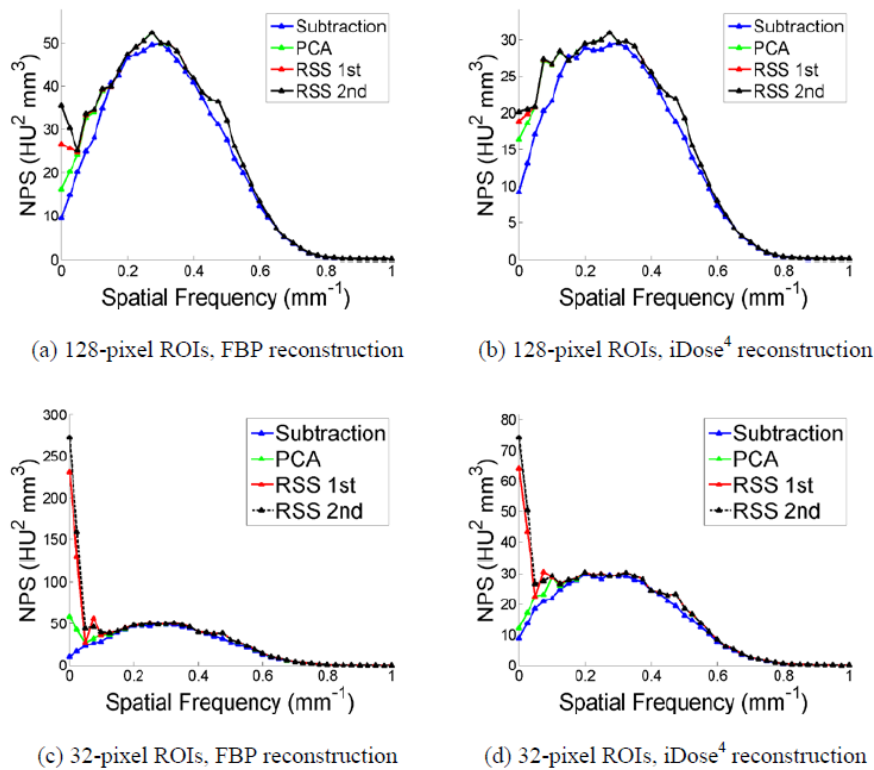 Subtraction
PCA
RSS 1st
RSS 2nd
NPS (HU² mm³)
50
40
30
20
10
0
0 0.2 0.4 0.6 0.8 1
Spatial Frequency (mm⁻¹)
(a) 128-pixel ROIs, FBP reconstruction
Subtraction
PCA
RSS 1st
RSS 2nd
NPS (HU² mm³)
30
25
20
15
10
5
0
0 0.2 0.4 0.6 0.8 1
Spatial Frequency (mm⁻¹)
(b) 128-pixel ROIs, iDose⁴ reconstruction
Subtraction
PCA
RSS 1st
RSS 2nd
NPS (HU² mm³)
300
250
200
150
100
50
0
0 0.2 0.4 0.6 0.8 1
Spatial Frequency (mm⁻¹)
(c) 32-pixel ROIs, FBP reconstruction
Subtraction
PCA
RSS 1st
RSS 2nd
NPS (HU² mm³)
80
70
60
50
40
30
20
10
0
0 0.2 0.4 0.6 0.8 1
Spatial Frequency (mm⁻¹)
(d) 32-pixel ROIs, iDose⁴ reconstruction